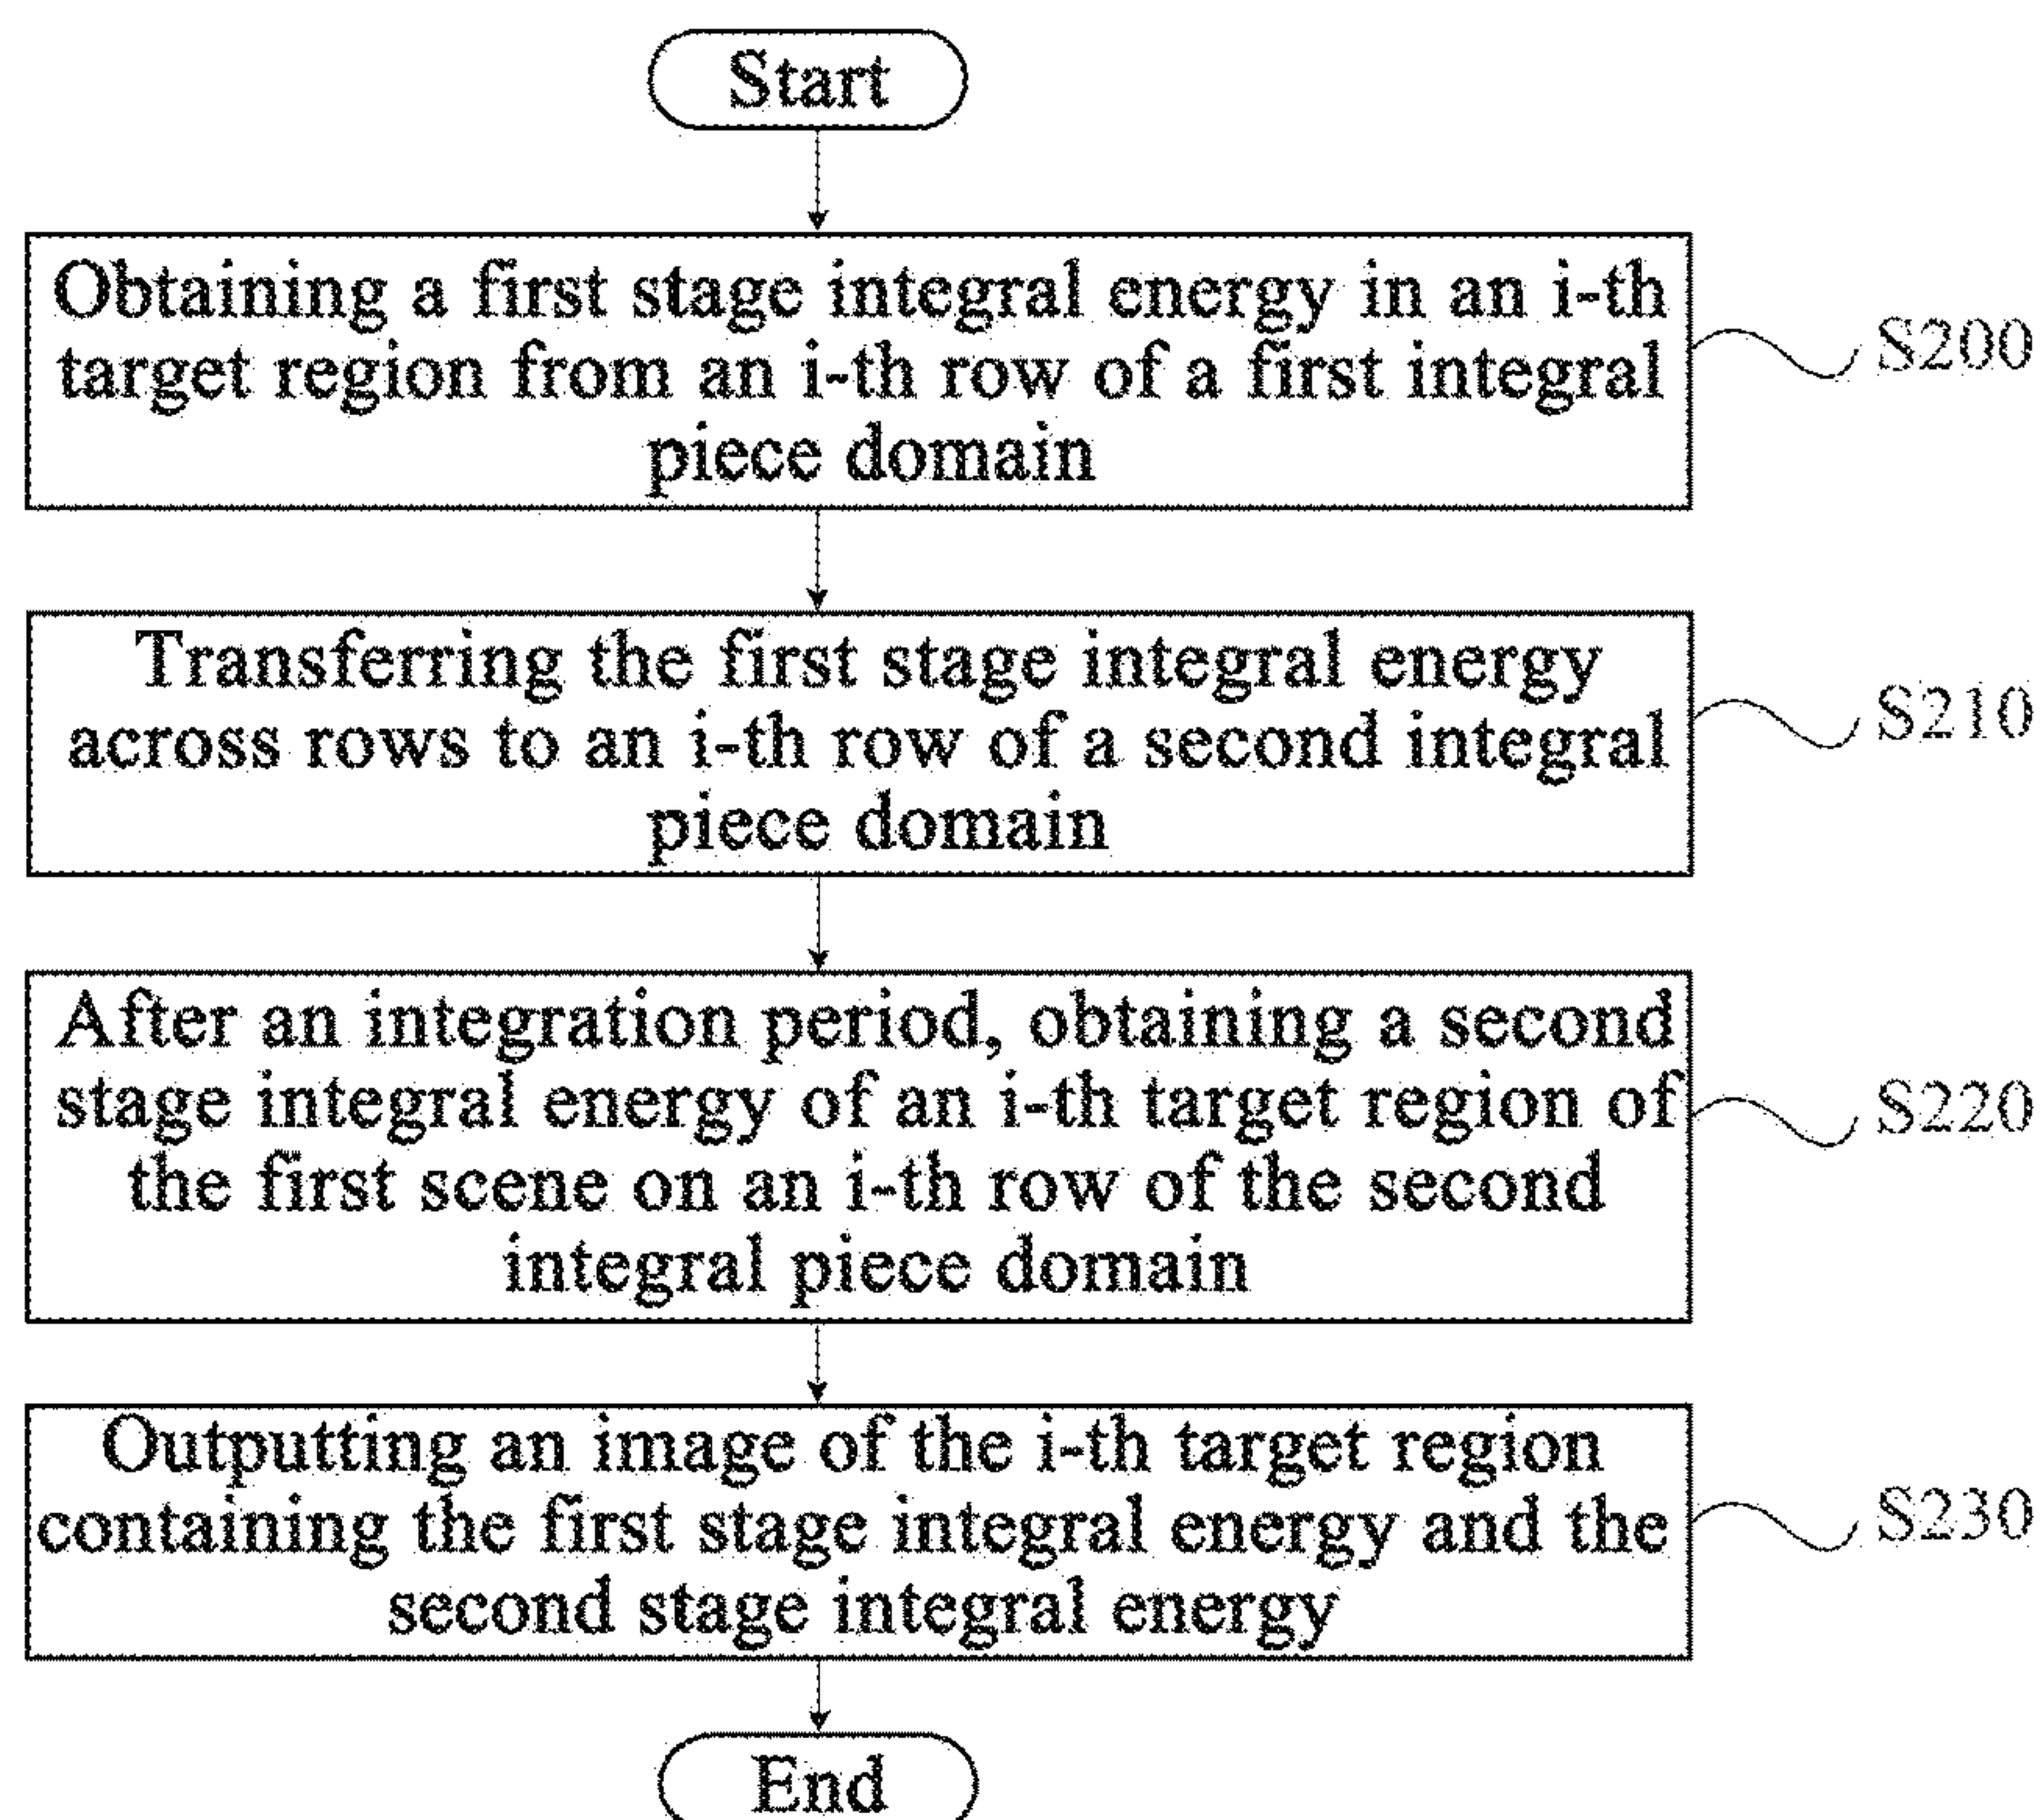 Start
Obtaining a first stage integral energy in an i-th
target region from an i-th row of a first integral
piece domain
S200
Transferring the first stage integral energy
across rows to an i-th row of a second integral
piece domain
S210
After an integration period, obtaining a second
stage integral energy of an i-th target region of
the first scene on an i-th row of the second
integral piece domain
S220
Outputting an image of the i-th target region
containing the first stage integral energy and the
second stage integral energy
S230
End